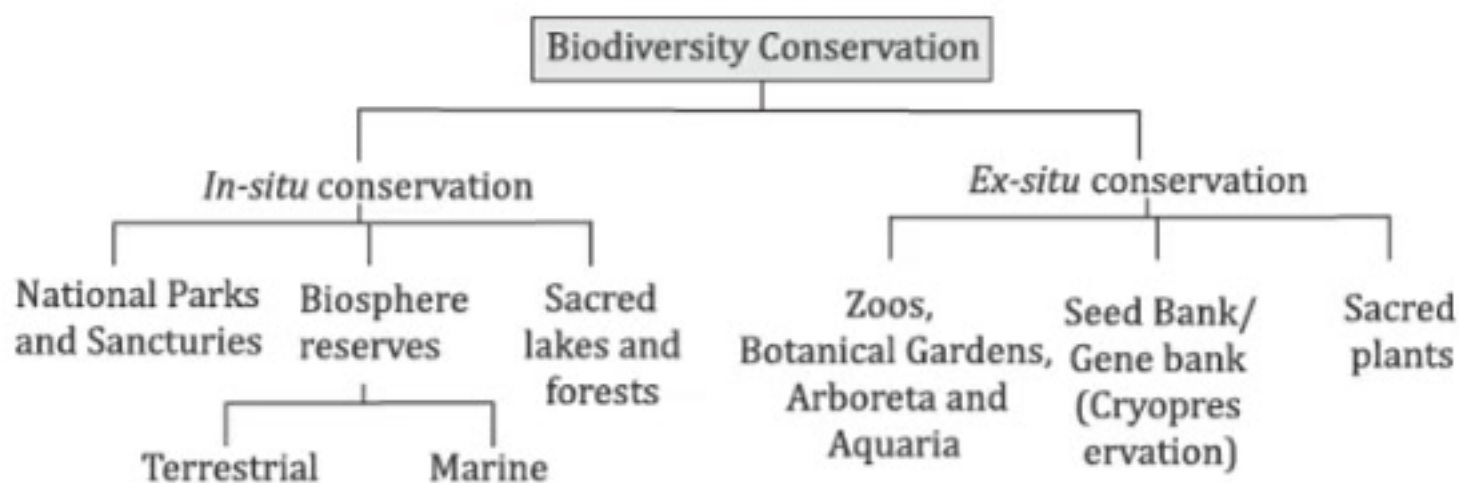 Biodiversity Conservation
In-situ conservation
Ex-situ conservation
National Parks
and Sancturies
Biosphere
reserves
Sacred
lakes and
forests
Zoos,
Botanical Gardens,
Arboreta and
Aquaria
Seed Bank/
Gene bank
(Cryopres
ervation)
Sacred
plants
Terrestrial
Marine